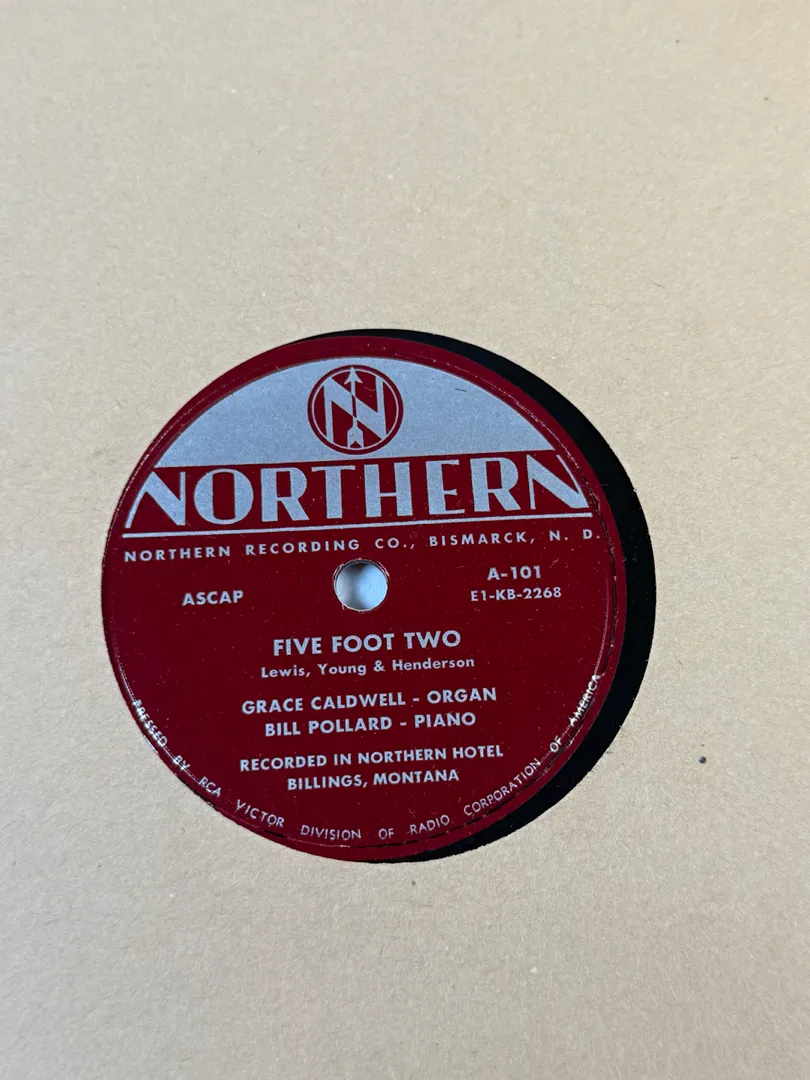 N
NORTHERN
NORTHERN RECORDING CO., BISMARCK, N. D.
ASCAP
A-101
E1-KB-2268
FIVE FOOT TWO
Lewis, Young & Henderson
GRACE CALDWELL - ORGAN
BILL POLLARD - PIANO
RECORDED IN NORTHERN HOTEL
BILLINGS, MONTANA
PRESSED BY RCA VICTOR DIVISION OF RADIO CORPORATION OF AMERICA